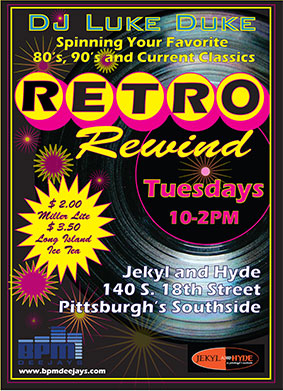 DJ Luke Duke
Spinning Your Favorite
80's, 90's and Current Classics
RETRO
Rewind
Tuesdays
10-2PM
$ 2.00
Miller Lite
$ 3.50
Long Island
Ice Tea
Jekyl and Hyde
140 S. 18th Street
Pittsburgh's Southside
BPM
DEEJAYS
www.bpmdeejays.com
JEKYL AND HYDE